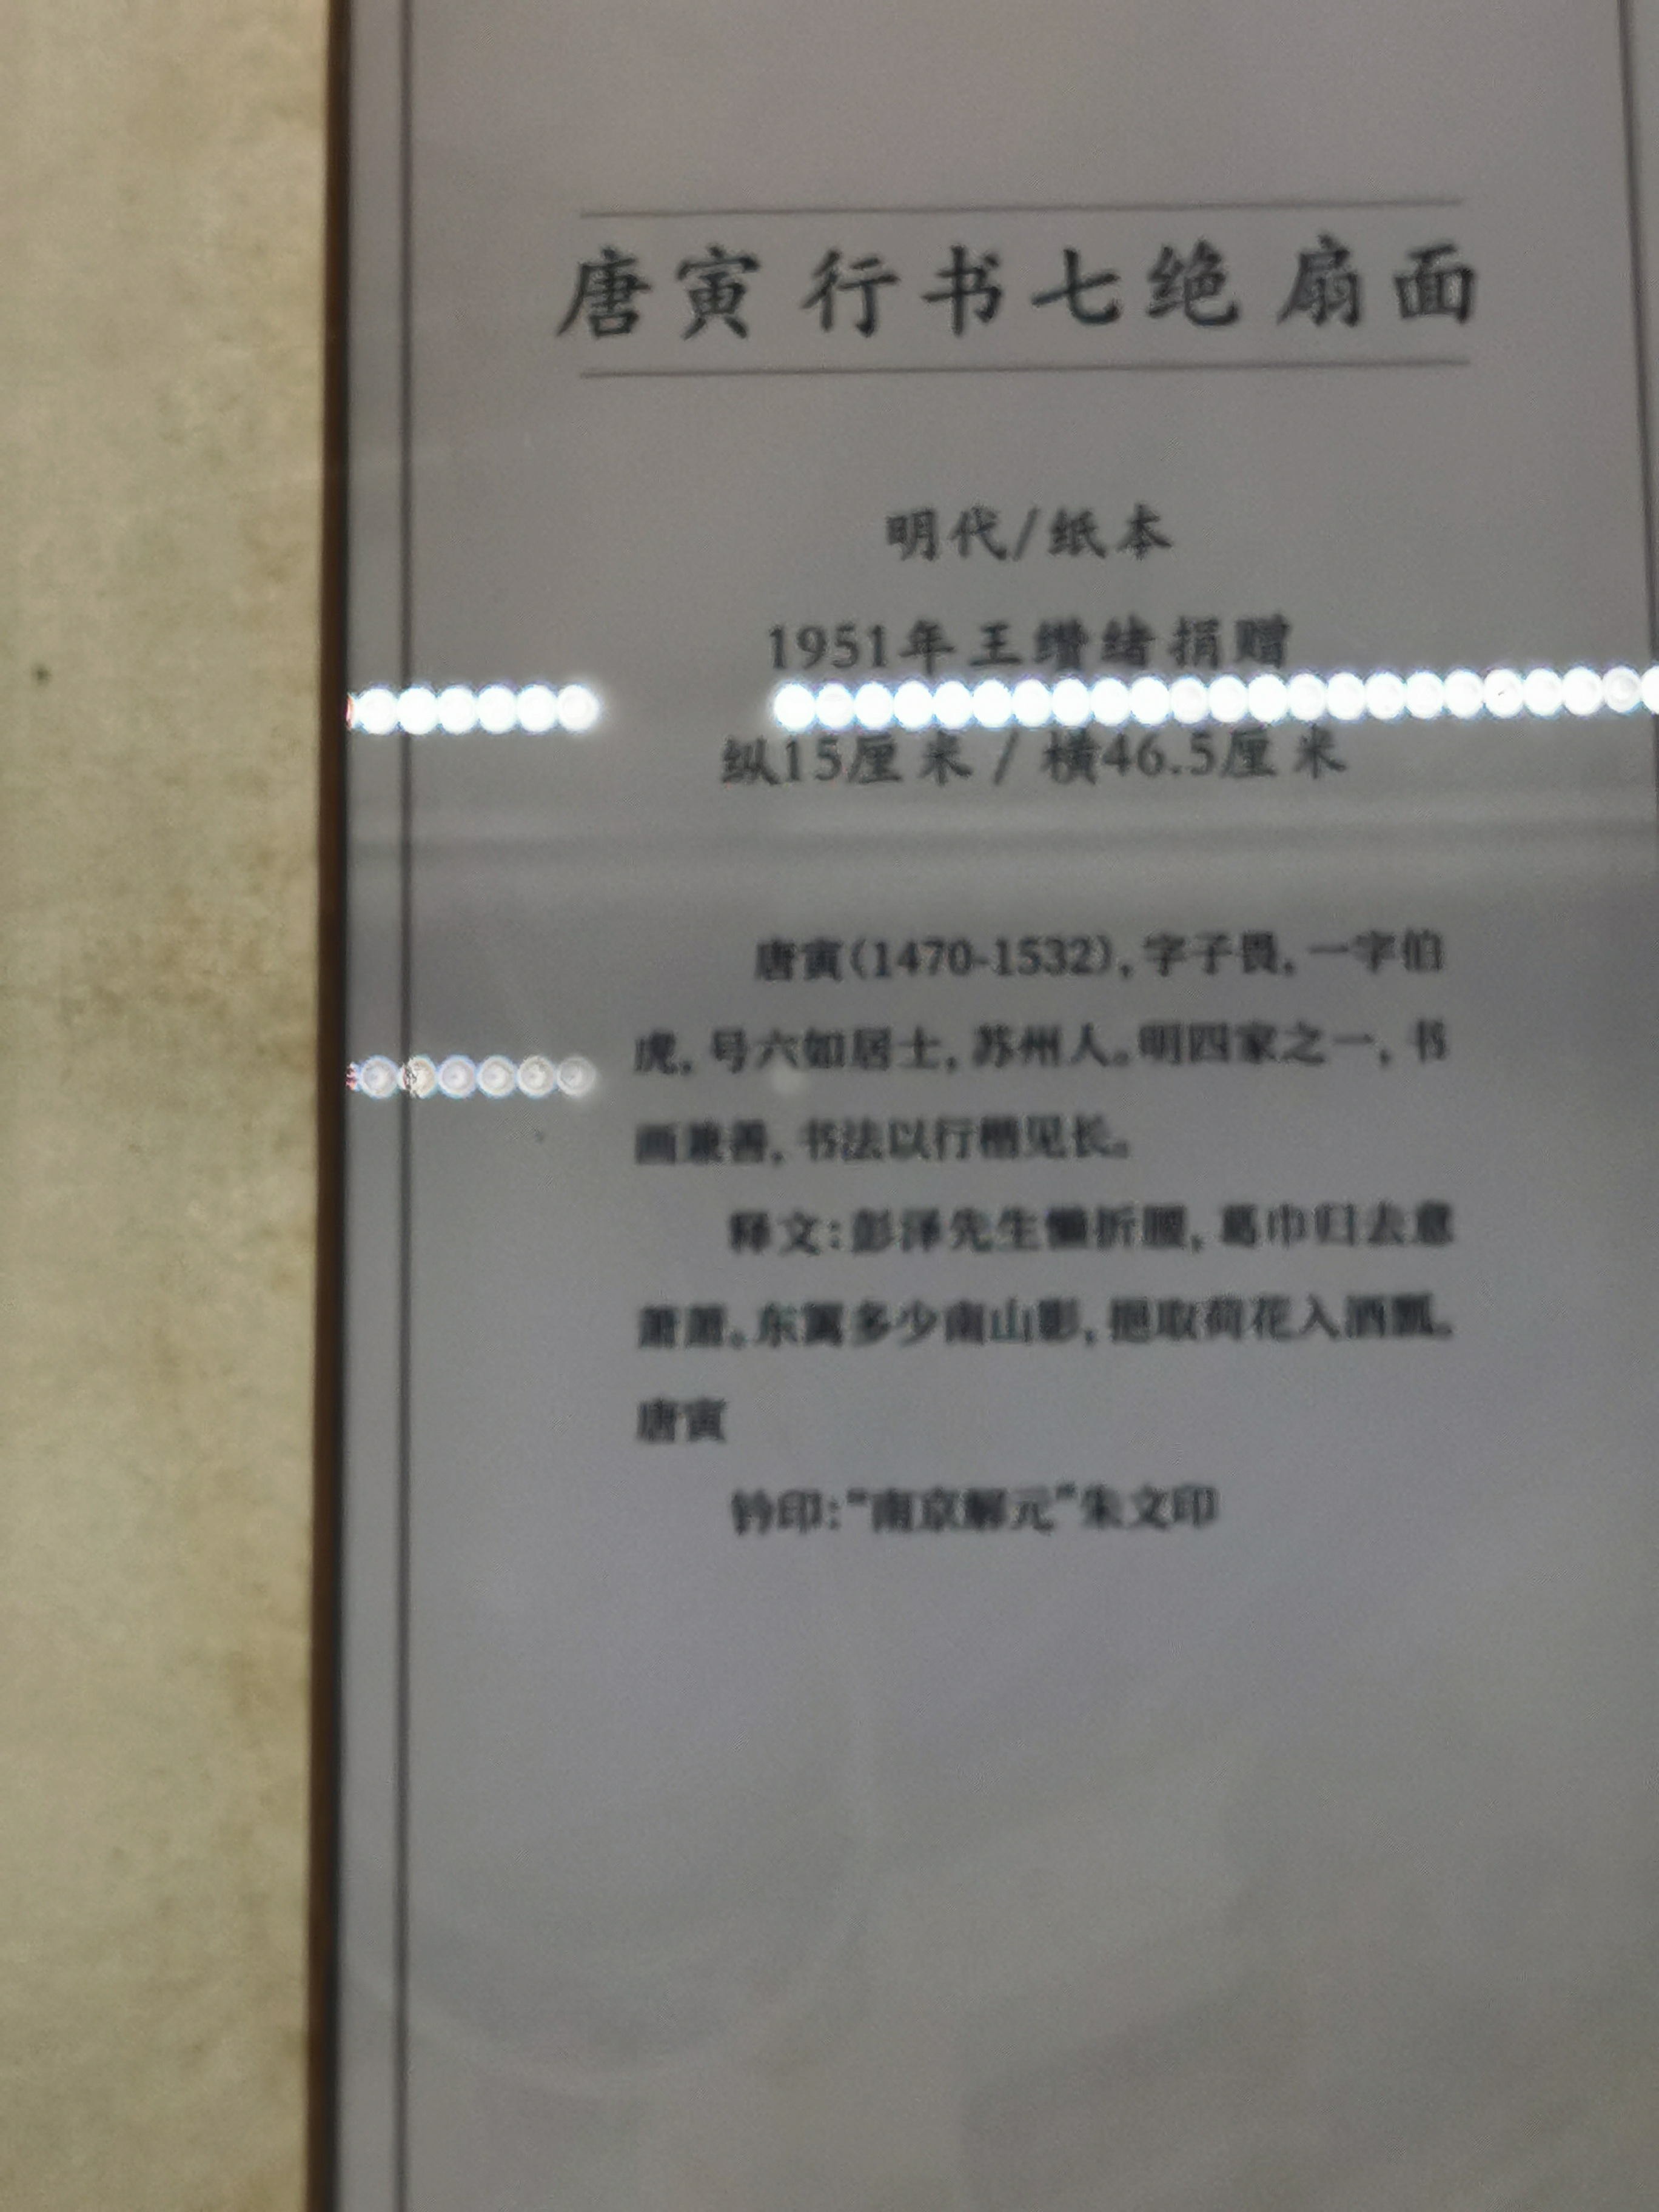 唐寅 行书七绝 扇面
明代/纸本
1951年王缵绪捐赠
纵15厘米 / 横46.5厘米
唐寅(1470-1532),字子畏,一字伯
虎,号六如居士,苏州人。明四家之一,书
画兼善,书法以行楷见长。
释文:彭泽先生懒折腰,葛巾归去意
萧萧。东篱多少南山影,挹取荷花入酒瓢。
唐寅
钤印:“南京解元”朱文印